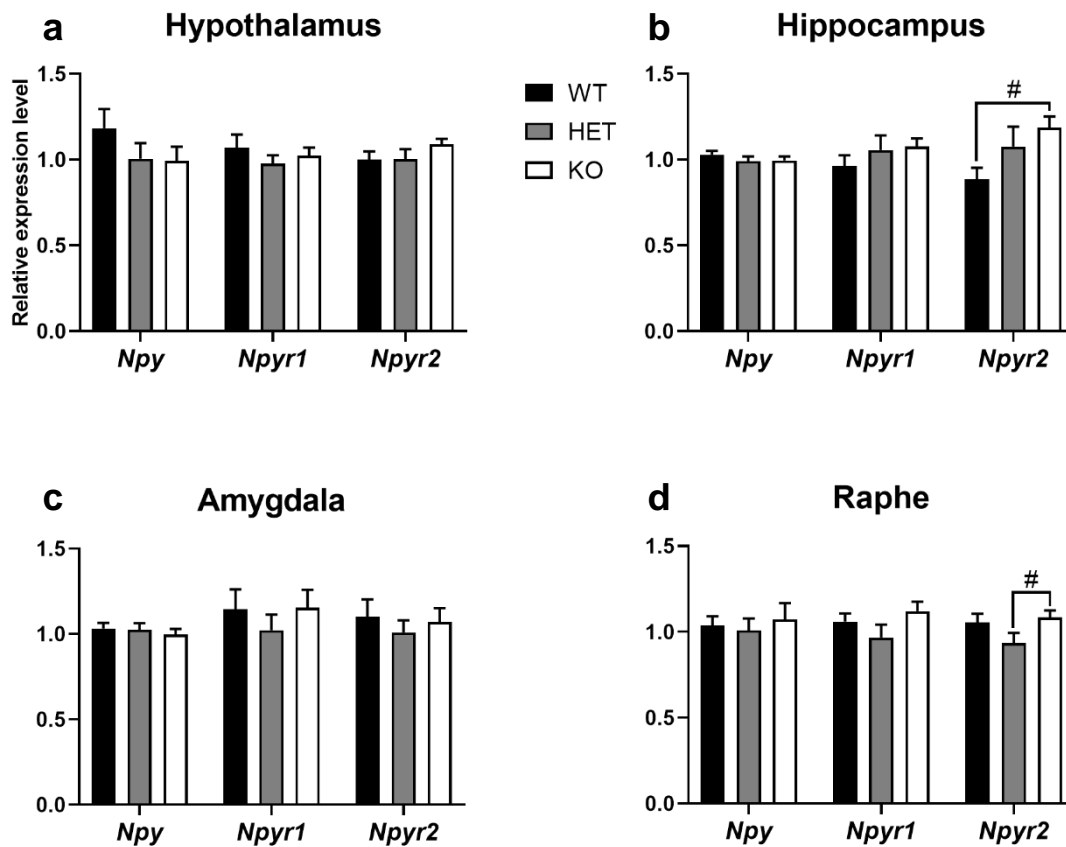 a Hypothalamus
Relative expression level
1.5
1.0
0.5
0.0
Npy Npyr1 Npyr2
WT
HET
KO
b Hippocampus
1.5
1.0
0.5
0.0
#
Npy Npyr1 Npyr2
c Amygdala
1.5
1.0
0.5
0.0
Npy Npyr1 Npyr2
d Raphe
1.5
1.0
0.5
0.0
#
Npy Npyr1 Npyr2